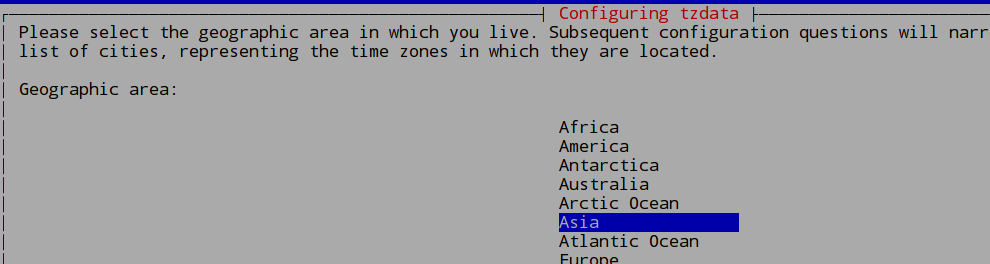 Configuring tzdata
Please select the geographic area in which you live. Subsequent configuration questions will narr
list of cities, representing the time zones in which they are located.
Geographic area:
Africa
America
Antarctica
Australia
Arctic Ocean
Asia
Atlantic Ocean
Europe